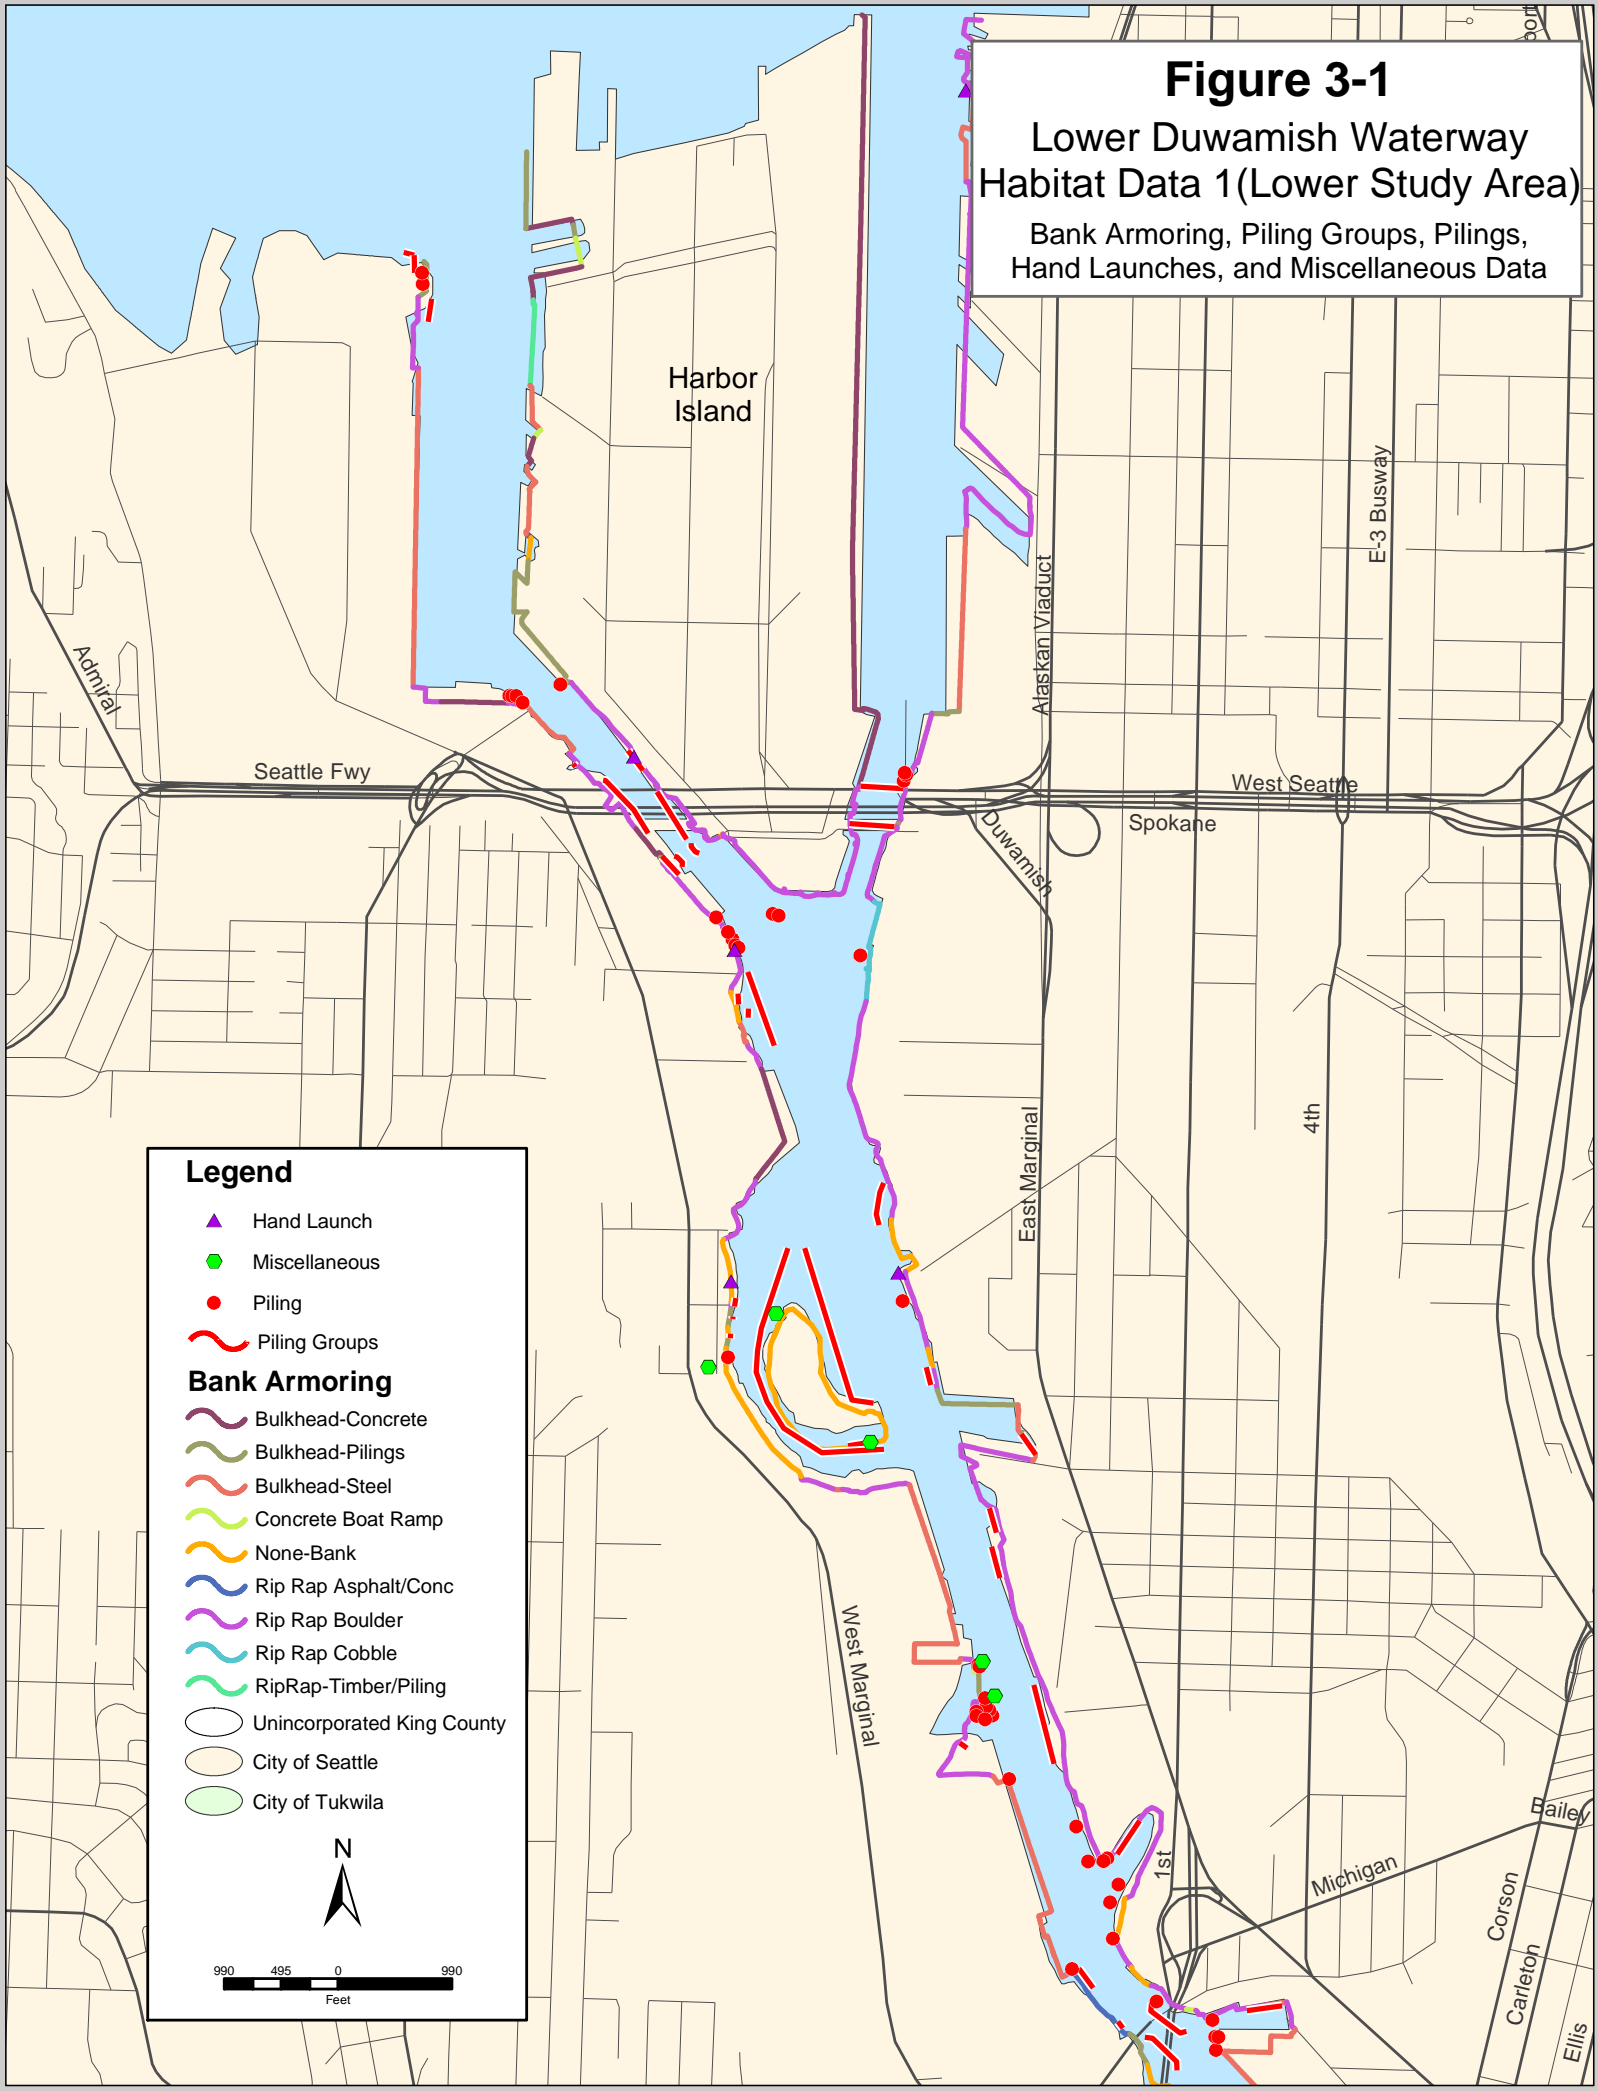 port
Figure 3-1
Lower Duwamish Waterway
Habitat Data 1(Lower Study Area)
Bank Armoring, Piling Groups, Pilings,
Hand Launches, and Miscellaneous Data
Harbor
Island
E-3 Busway
Alaskan Viaduct
Admiral
Seattle Fwy
West Seattle
Spokane
Duwamish
4th
East Marginal
Legend
Hand Launch
Miscellaneous
Piling
Piling Groups
Bank Armoring
Bulkhead-Concrete
Bulkhead-Pilings
Bulkhead-Steel
Concrete Boat Ramp
None-Bank
Rip Rap Asphalt/Conc
Rip Rap Boulder
Rip Rap Cobble
RipRap-Timber/Piling
Unincorporated King County
City of Seattle
City of Tukwila
N
990 495 0 990
Feet
West Marginal
Bailey
1st
Michigan
Corson
Carleton
Ellis